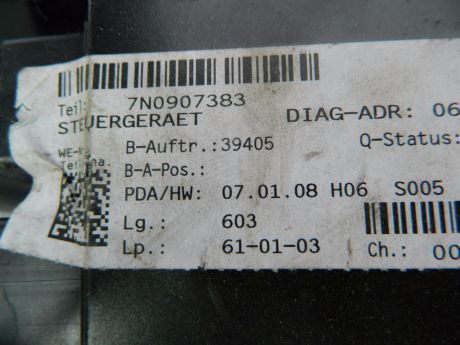 Teil: 7N0907383
STEUERGERAET DIAG-ADR: 06
B-Auftr.: 39405 Q-Status:
B-A-Pos.:
PDA/HW: 07.01.08 H06 S005
Lg.: 603
Lp.: 61-01-03 Ch.: 00